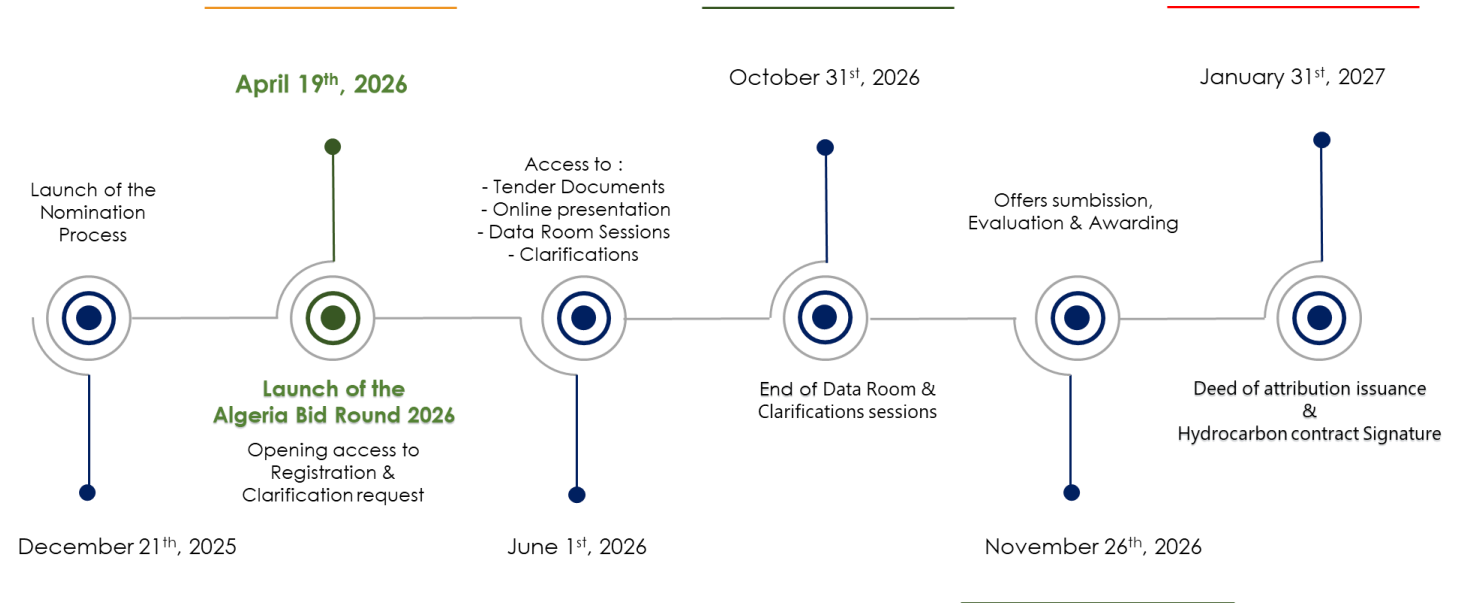 April 19th, 2026
October 31st, 2026
January 31st, 2027
Launch of the
Nomination
Process
Access to :
- Tender Documents
- Online presentation
- Data Room Sessions
- Clarifications
Offers sumbission,
Evaluation & Awarding
Launch of the
Algeria Bid Round 2026
Opening access to
Registration &
Clarification request
End of Data Room &
Clarifications sessions
Deed of attribution issuance
&
Hydrocarbon contract Signature
December 21th, 2025
June 1st, 2026
November 26th, 2026